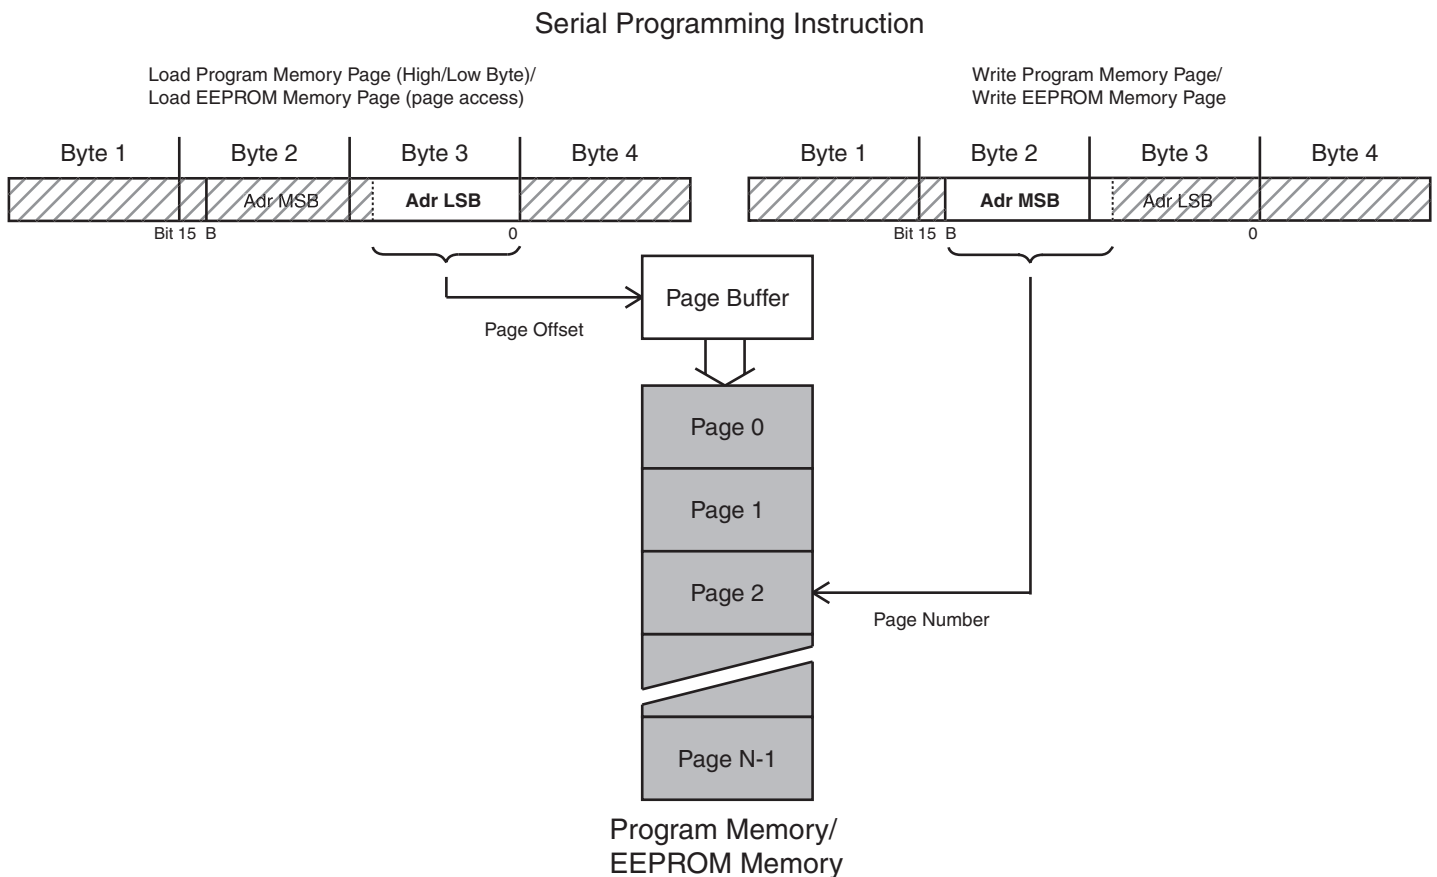 Serial Programming Instruction
Load Program Memory Page (High/Low Byte)/
Load EEPROM Memory Page (page access)
Write Program Memory Page/
Write EEPROM Memory Page
Byte 1 Byte 2 Byte 3 Byte 4
Byte 1 Byte 2 Byte 3 Byte 4
Adr MSB Adr LSB
Adr MSB Adr LSB
Bit 15 B 0
Bit 15 B 0
Page Buffer
Page Offset
Page 0
Page 1
Page 2
Page Number
Page N-1
Program Memory/
EEPROM Memory